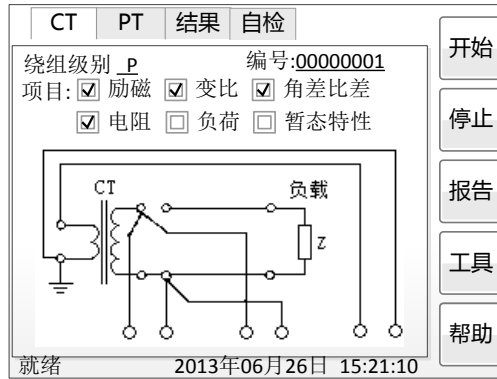 CT PT 结果 自检
绕组级别 P 编号:00000001
项目: 励磁 变比 角差比差
电阻 负荷 暂态特性
CT 负载
Z
就绪 2013年06月26日 15:21:10
开始
停止
报告
工具
帮助